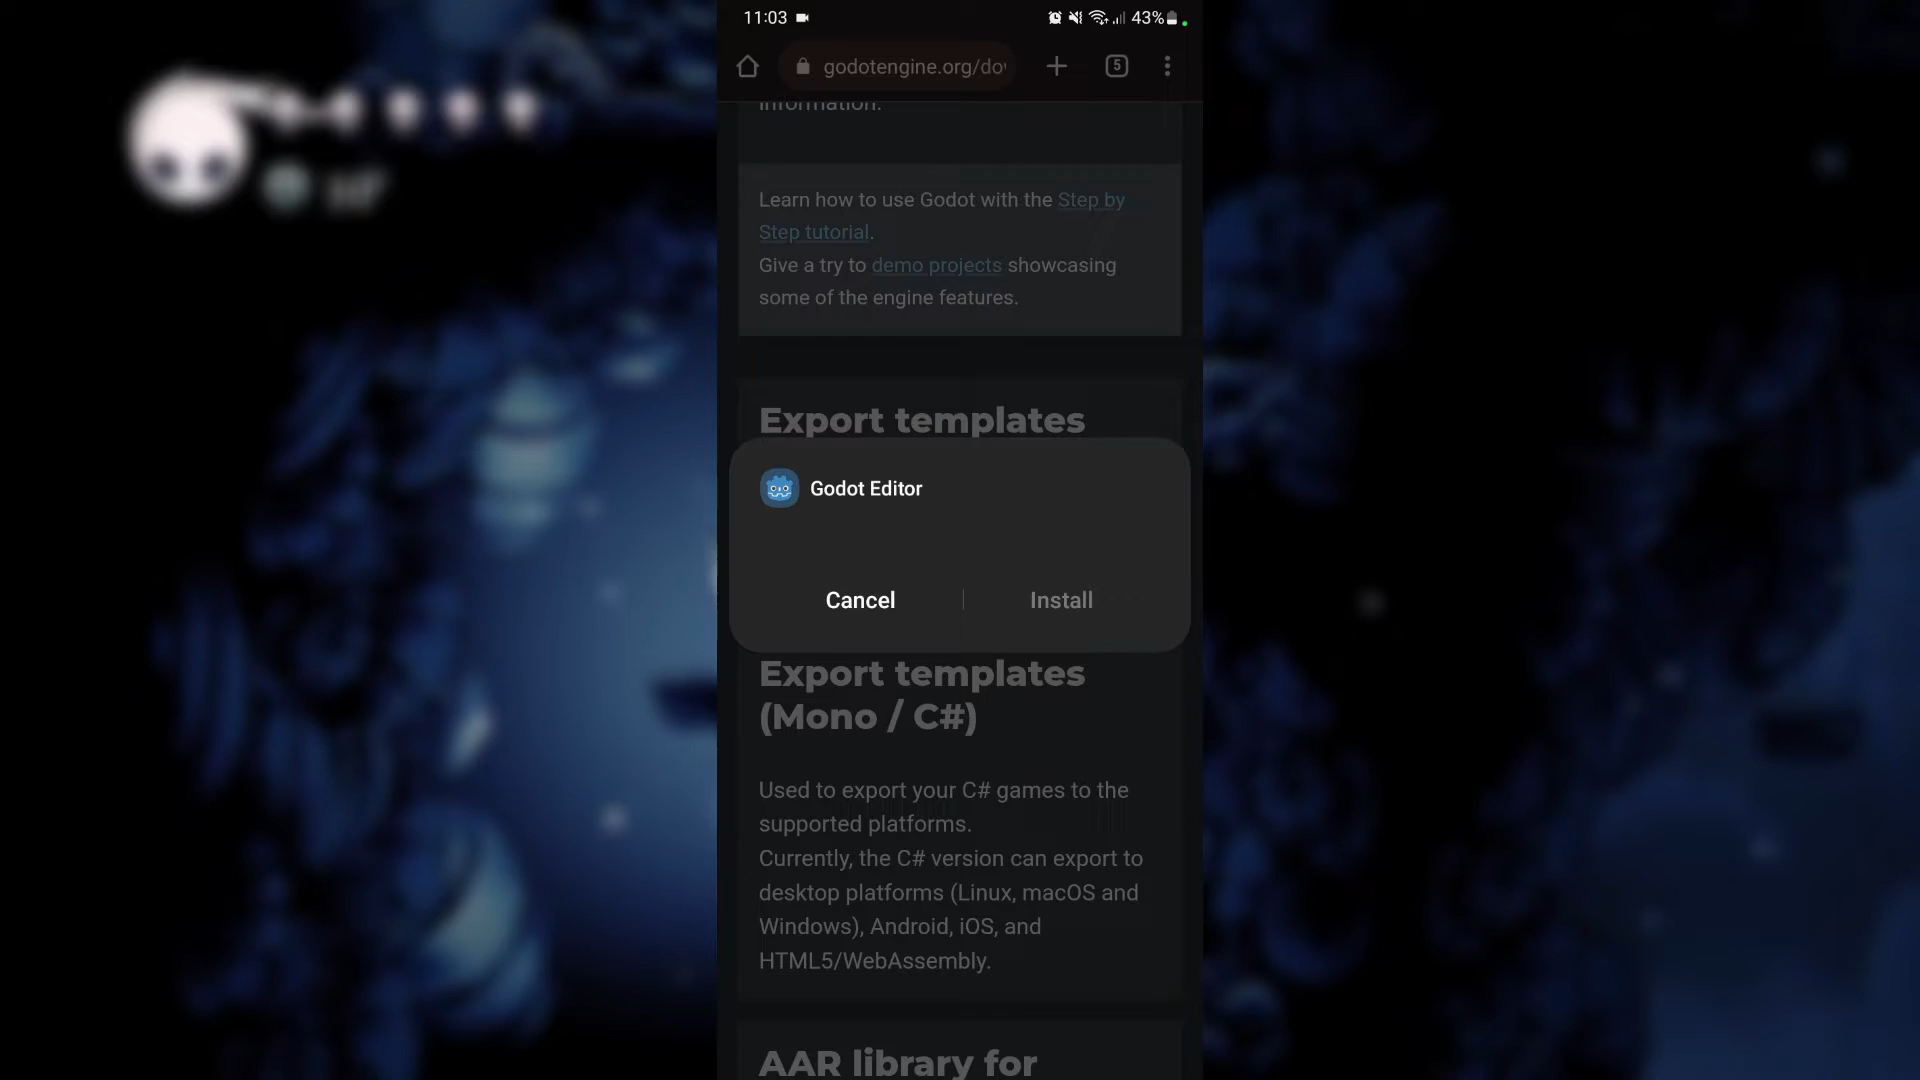 11:03
43%
godotengine.org/do
5
information.
Learn how to use Godot with the Step by
Step tutorial.
Give a try to demo projects showcasing
some of the engine features.
Export templates
Godot Editor
Cancel
Install
Export templates
(Mono / C#)
Used to export your C# games to the
supported platforms.
Currently, the C# version can export to
desktop platforms (Linux, macOS and
Windows), Android, iOS, and
HTML5/WebAssembly.
AAR library for